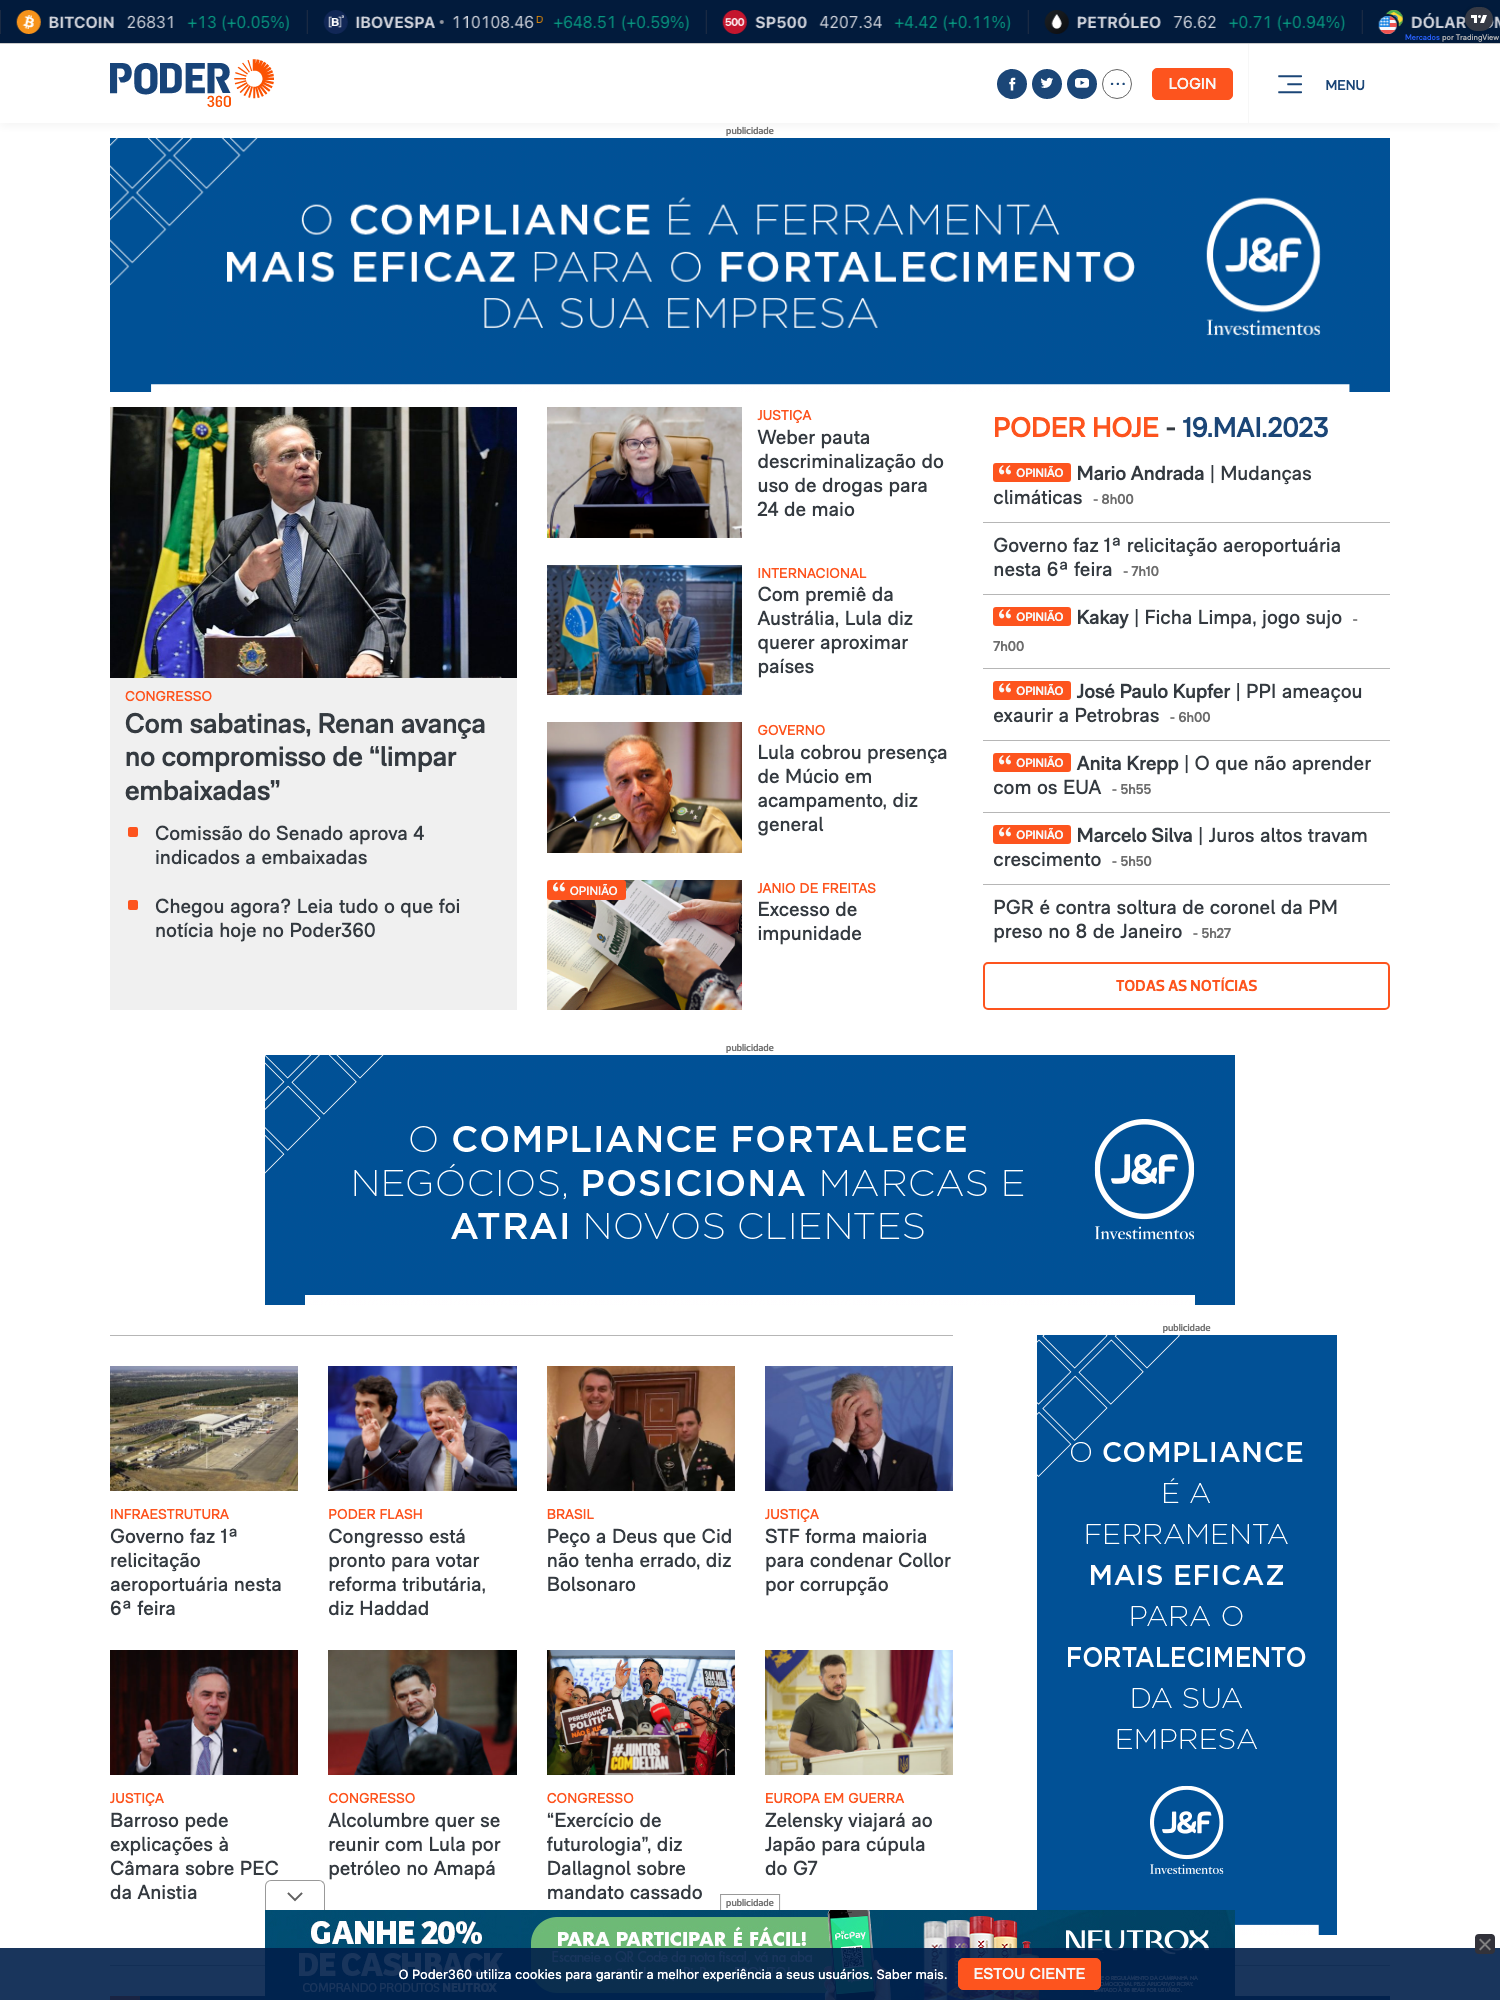 BITCOIN 26831 +13 (+0.05%)
IBOVESPA 110108.46 D +648.51 (+0.59%)
SP500 4207.34 +4.42 (+0.11%)
PETRÓLEO 76.62 +0.71 (+0.94%)
Mercados por TradingView
PODER 360
LOGIN
MENU
publicidade
O COMPLIANCE É A FERRAMENTA
MAIS EFICAZ PARA O FORTALECIMENTO
DA SUA EMPRESA
J&F
Investimentos
CONGRESSO
Com sabatinas, Renan avança
no compromisso de “limpar
embaixadas”
Comissão do Senado aprova 4
indicados a embaixadas
Chegou agora? Leia tudo o que foi
notícia hoje no Poder360
JUSTIÇA
Weber pauta
descriminalização do
uso de drogas para
24 de maio
INTERNACIONAL
Com premiê da
Austrália, Lula diz
querer aproximar
países
GOVERNO
Lula cobrou presença
de Múcio em
acampamento, diz
general
OPINIÃO
JANIO DE FREITAS
Excesso de
impunidade
PODER HOJE - 19.MAI.2023
OPINIÃO Mario Andrada | Mudanças
climáticas - 8h00
Governo faz 1ª relicitação aeroportuária
nesta 6ª feira - 7h10
OPINIÃO Kakay | Ficha Limpa, jogo sujo -
7h00
OPINIÃO José Paulo Kupfer | PPI ameaçou
exaurir a Petrobras - 6h00
OPINIÃO Anita Krepp | O que não aprender
com os EUA - 5h55
OPINIÃO Marcelo Silva | Juros altos travam
crescimento - 5h50
PGR é contra soltura de coronel da PM
preso no 8 de Janeiro - 5h27
TODAS AS NOTÍCIAS
publicidade
O COMPLIANCE FORTALECE
NEGÓCIOS, POSICIONA MARCAS E
ATRAI NOVOS CLIENTES
J&F
Investimentos
INFRAESTRUTURA
Governo faz 1ª
relicitação
aeroportuária nesta
6ª feira
PODER FLASH
Congresso está
pronto para votar
reforma tributária,
diz Haddad
BRASIL
Peço a Deus que Cid
não tenha errado, diz
Bolsonaro
JUSTIÇA
STF forma maioria
para condenar Collor
por corrupção
JUSTIÇA
Barroso pede
explicações à
Câmara sobre PEC
da Anistia
CONGRESSO
Alcolumbre quer se
reunir com Lula por
petróleo no Amapá
344 MIL
PERSEGUIÇÃO
POLÍTICA
#JUNTOS
COMDELTAN
CONGRESSO
“Exercício de
futurologia”, diz
Dallagnol sobre
mandato cassado
EUROPA EM GUERRA
Zelensky viajará ao
Japão para cúpula
do G7
publicidade
O COMPLIANCE
É A
FERRAMENTA
MAIS EFICAZ
PARA O
FORTALECIMENTO
DA SUA
EMPRESA
J&F
Investimentos
publicidade
GANHE 20%
DE CASHBACK
COMPRANDO PRODUTOS NEUTROX
PARA PARTICIPAR É FÁCIL!
PicPay
NEUTROX
O Poder360 utiliza cookies para garantir a melhor experiência a seus usuários. Saber mais.
ESTOU CIENTE